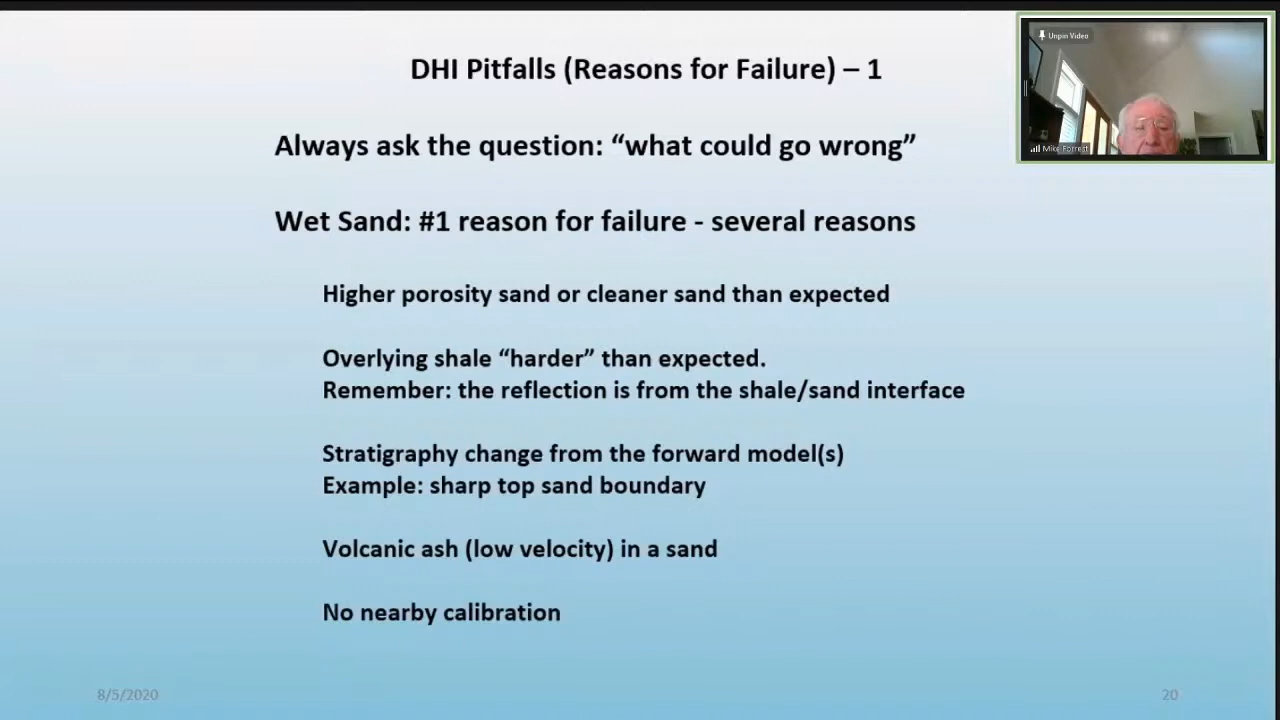 DHI Pitfalls (Reasons for Failure) – 1
Unpin Video
Mike Forrest
Always ask the question: “what could go wrong”
Wet Sand: #1 reason for failure - several reasons
Higher porosity sand or cleaner sand than expected
Overlying shale “harder” than expected.
Remember: the reflection is from the shale/sand interface
Stratigraphy change from the forward model(s)
Example: sharp top sand boundary
Volcanic ash (low velocity) in a sand
No nearby calibration
8/5/2020
20